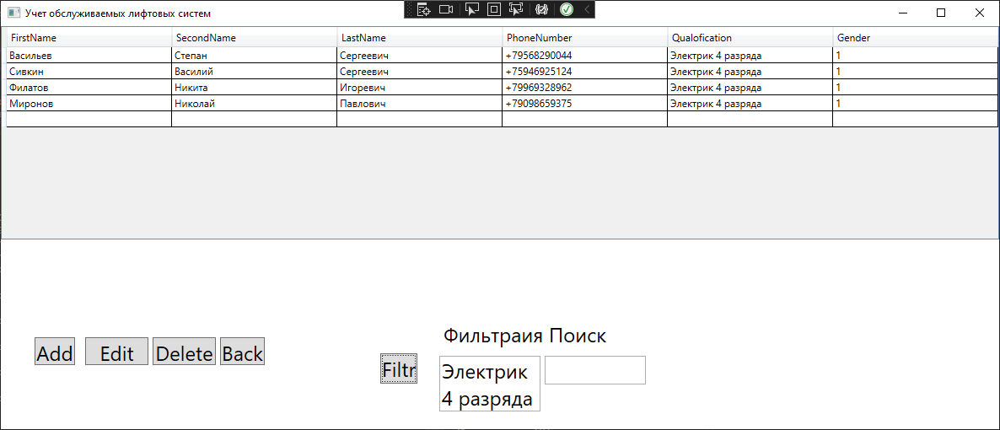 Учет обслуживаемых лифтовых систем
FirstName SecondName LastName PhoneNumber Qualofication Gender
Васильев Степан Сергеевич +79568290044 Электрик 4 разряда 1
Сивкин Василий Сергеевич +75946925124 Электрик 4 разряда 1
Филатов Никита Игоревич +79969328962 Электрик 4 разряда 1
Миронов Николай Павлович +79098659375 Электрик 4 разряда 1
Фильтраия Поиск
Add Edit Delete Back
Filtr
Электрик
4 разряда